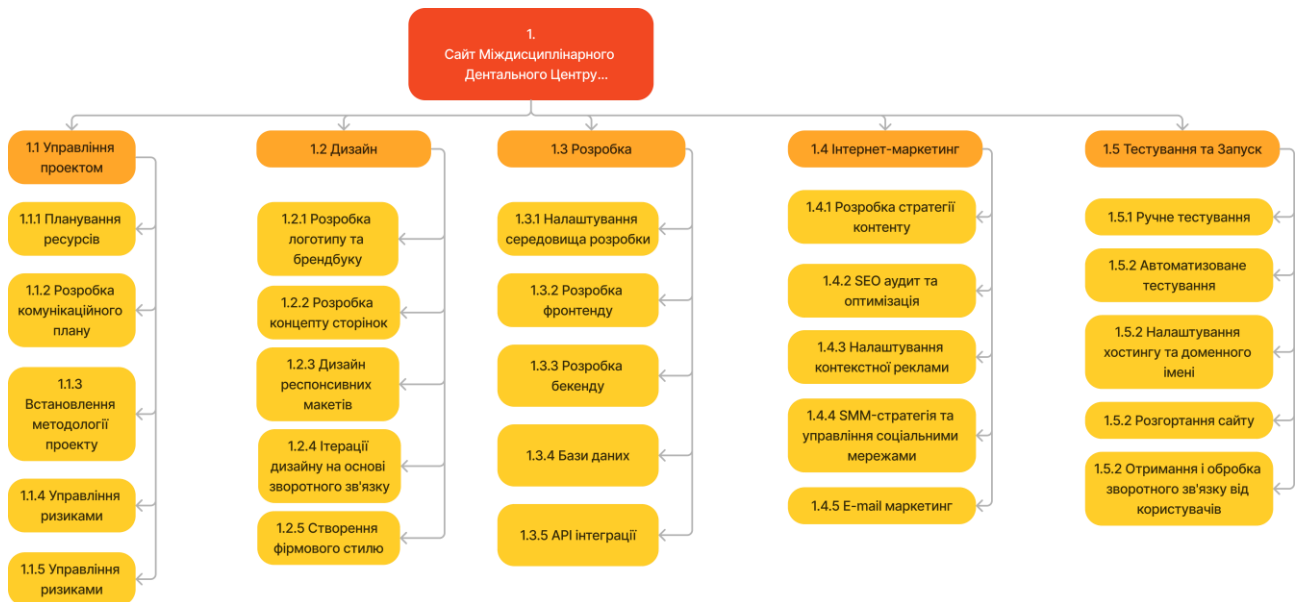 1.
Сайт Міждисциплінарного
Дентального Центру...
1.1 Управління
проектом
1.1.1 Планування
ресурсів
1.1.2 Розробка
комунікаційного
плану
1.1.3
Встановлення
методології
проекту
1.1.4 Управління
ризиками
1.1.5 Управління
ризиками
1.2 Дизайн
1.2.1 Розробка
логотипу та
брендбуку
1.2.2 Розробка
концепту сторінок
1.2.3 Дизайн
респонсивних
макетів
1.2.4 Ітерації
дизайну на основі
зворотного зв'язку
1.2.5 Створення
фірмового стилю
1.3 Розробка
1.3.1 Налаштування
середовища розробки
1.3.2 Розробка
фронтенду
1.3.3 Розробка
бекенду
1.3.4 Бази даних
1.3.5 API інтеграції
1.4 Інтернет-маркетинг
1.4.1 Розробка стратегії
контенту
1.4.2 SEO аудит та
оптимізація
1.4.3 Налаштування
контекстної реклами
1.4.4 SMM-стратегія та
управління соціальними
мережами
1.4.5 E-mail маркетинг
1.5 Тестування та Запуск
1.5.1 Ручне тестування
1.5.2 Автоматизоване
тестування
1.5.2 Налаштування
хостингу та доменного
імені
1.5.2 Розгортання сайту
1.5.2 Отримання і обробка
зворотного зв'язку від
користувачів